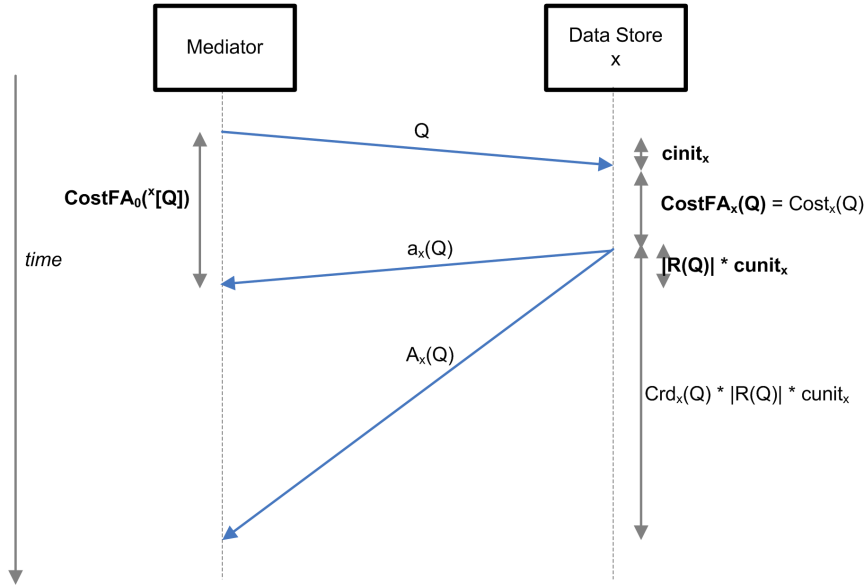 Mediator
Data Store
x
Q
cinitₓ
CostFA₀(ˣ[Q])
CostFAₓ(Q) = Costₓ(Q)
aₓ(Q)
time
|R(Q)| * cunitₓ
Aₓ(Q)
Crdₓ(Q) * |R(Q)| * cunitₓ